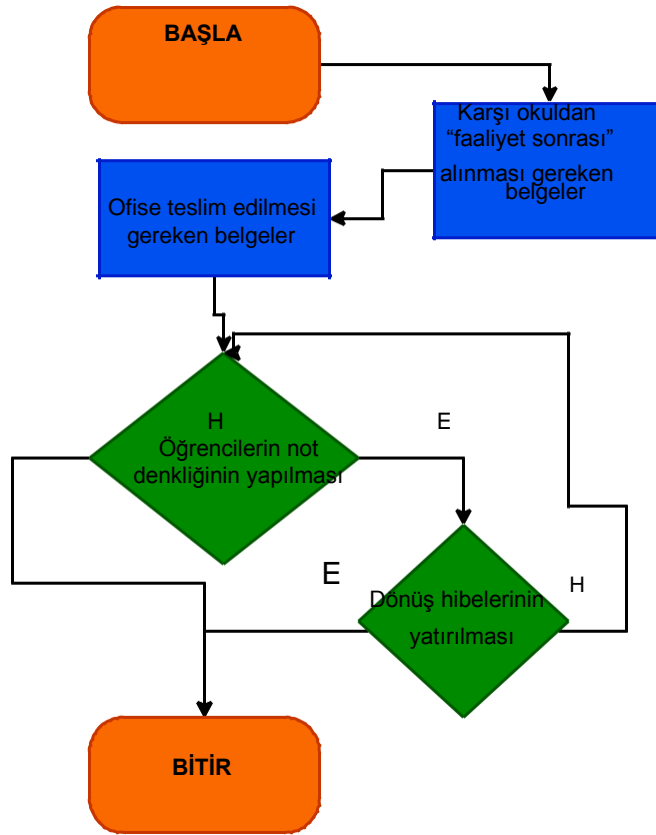 BAŞLA
Karşı okuldan
“faaliyet sonrası”
alınması gereken
belgeler
Ofise teslim edilmesi
gereken belgeler
H
E
Öğrencilerin not
denkliğinin yapılması
E
H
Dönüş hibelerinin
yatırılması
BİTİR